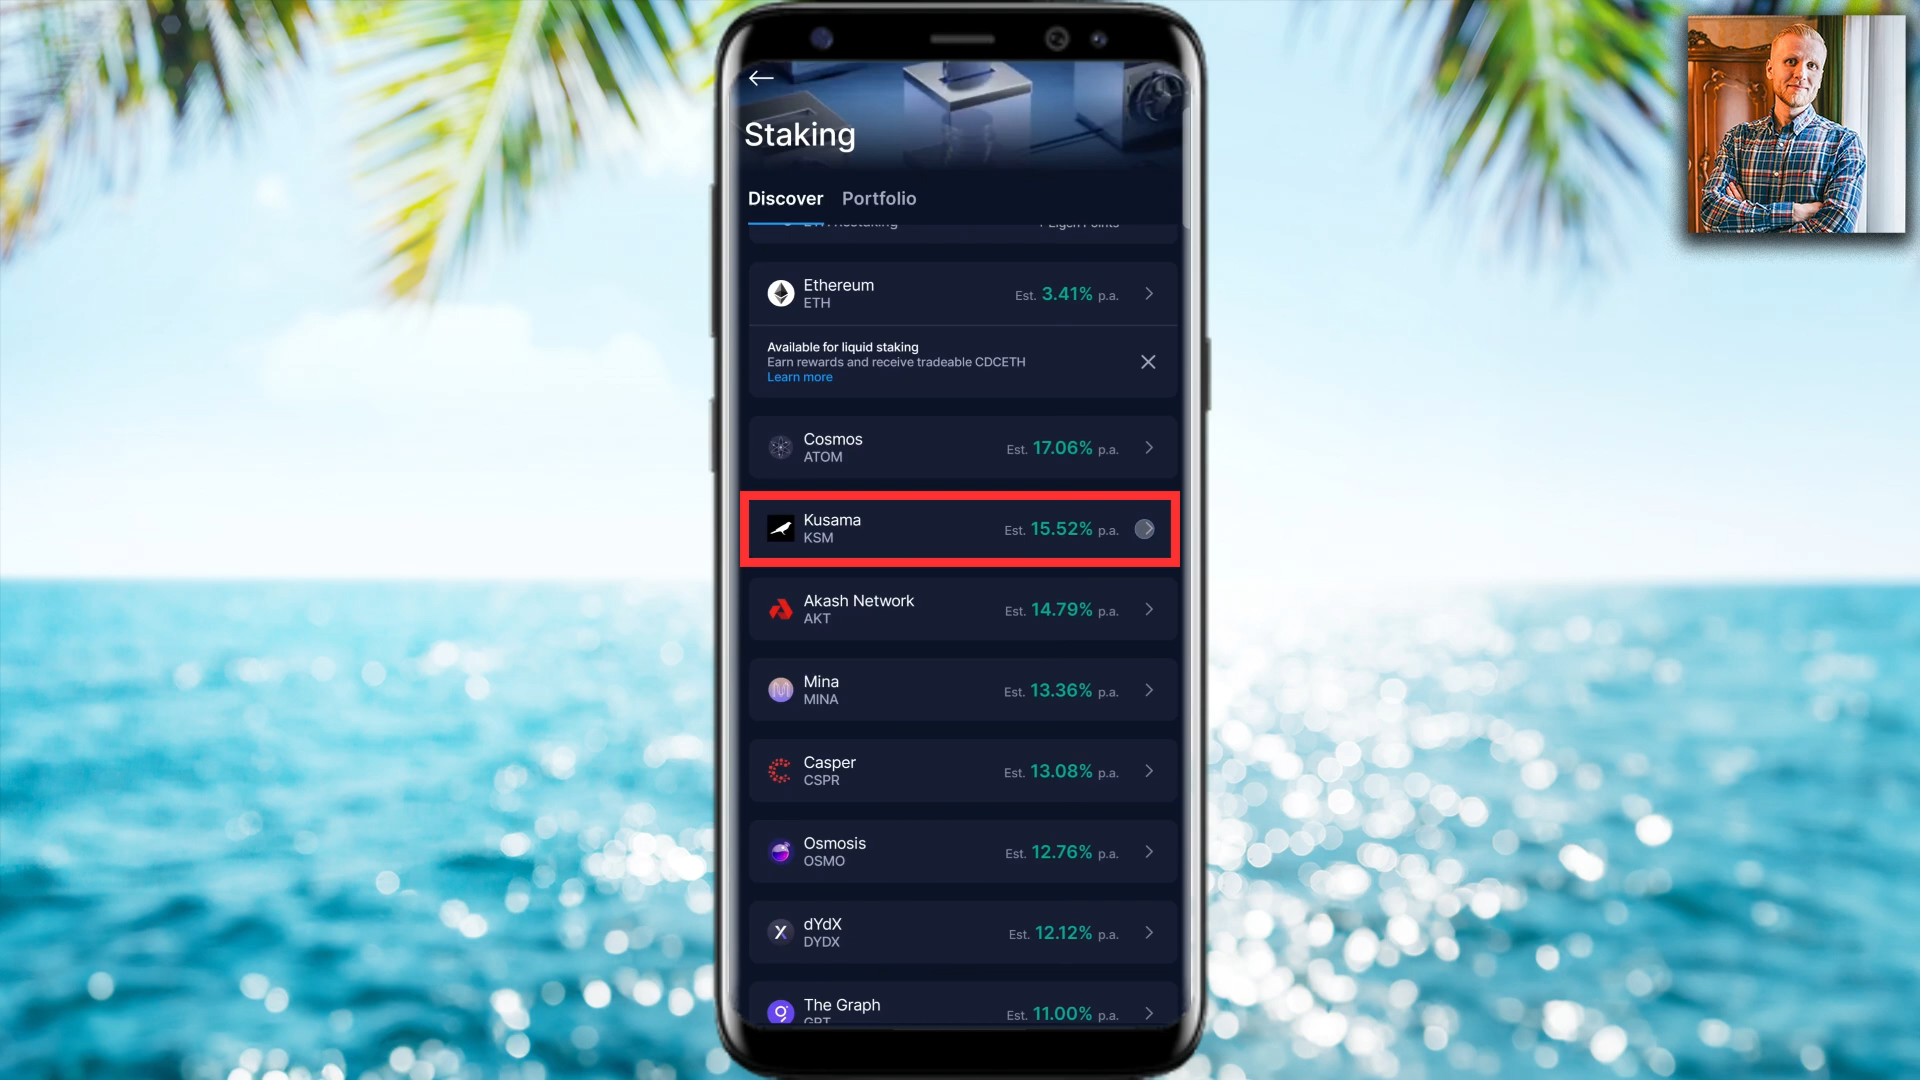 Staking
Discover Portfolio
Ethereum
ETH
Est. 3.41% p.a.
Available for liquid staking
Earn rewards and receive tradeable CDCETH
Learn more
Cosmos
ATOM
Est. 17.06% p.a.
Kusama
KSM
Est. 15.52% p.a.
Akash Network
AKT
Est. 14.79% p.a.
Mina
MINA
Est. 13.36% p.a.
Casper
CSPR
Est. 13.08% p.a.
Osmosis
OSMO
Est. 12.76% p.a.
dYdX
DYDX
Est. 12.12% p.a.
The Graph
GRT
Est. 11.00% p.a.